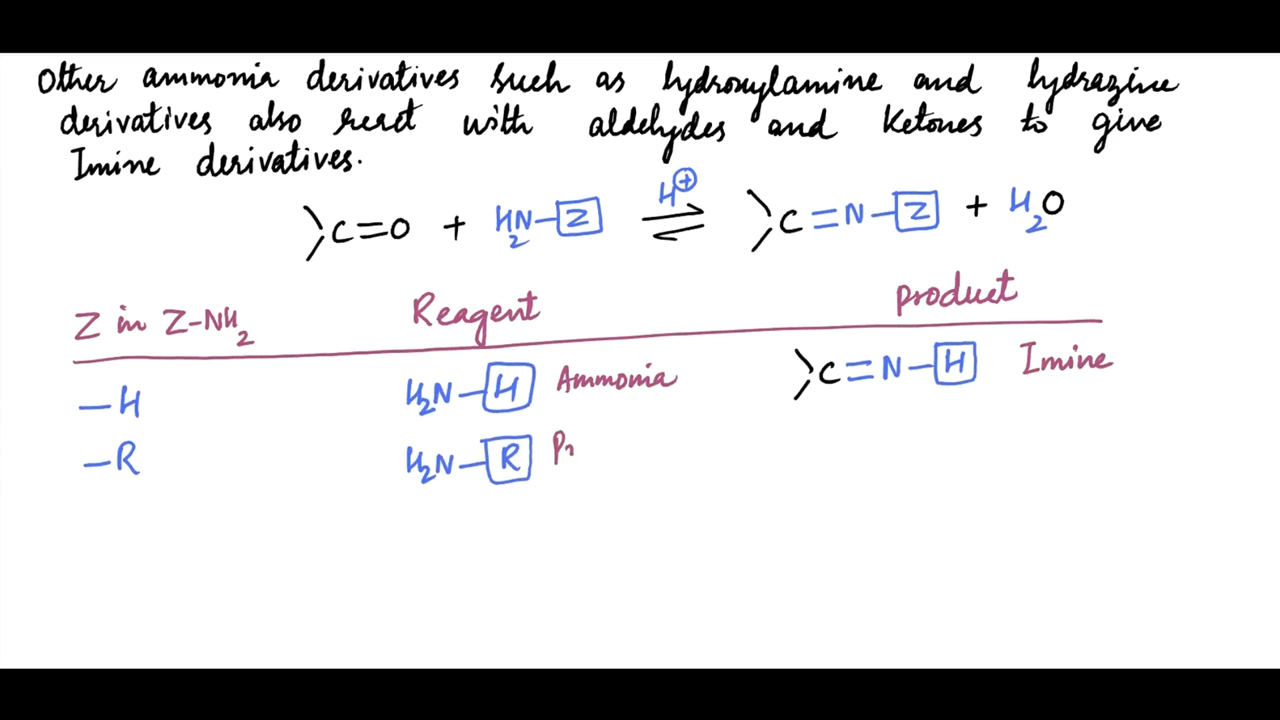 Other ammonia derivatives such as hydroxylamine and hydrazine
derivatives also react with aldehydes and Ketones to give
Imine derivatives.
>C=O + H₂N–Z ⇌ H⊕ >C=N–Z + H₂O
Z in Z–NH₂ Reagent product
–H H₂N–H Ammonia >C=N–H Imine
–R H₂N–R Pr